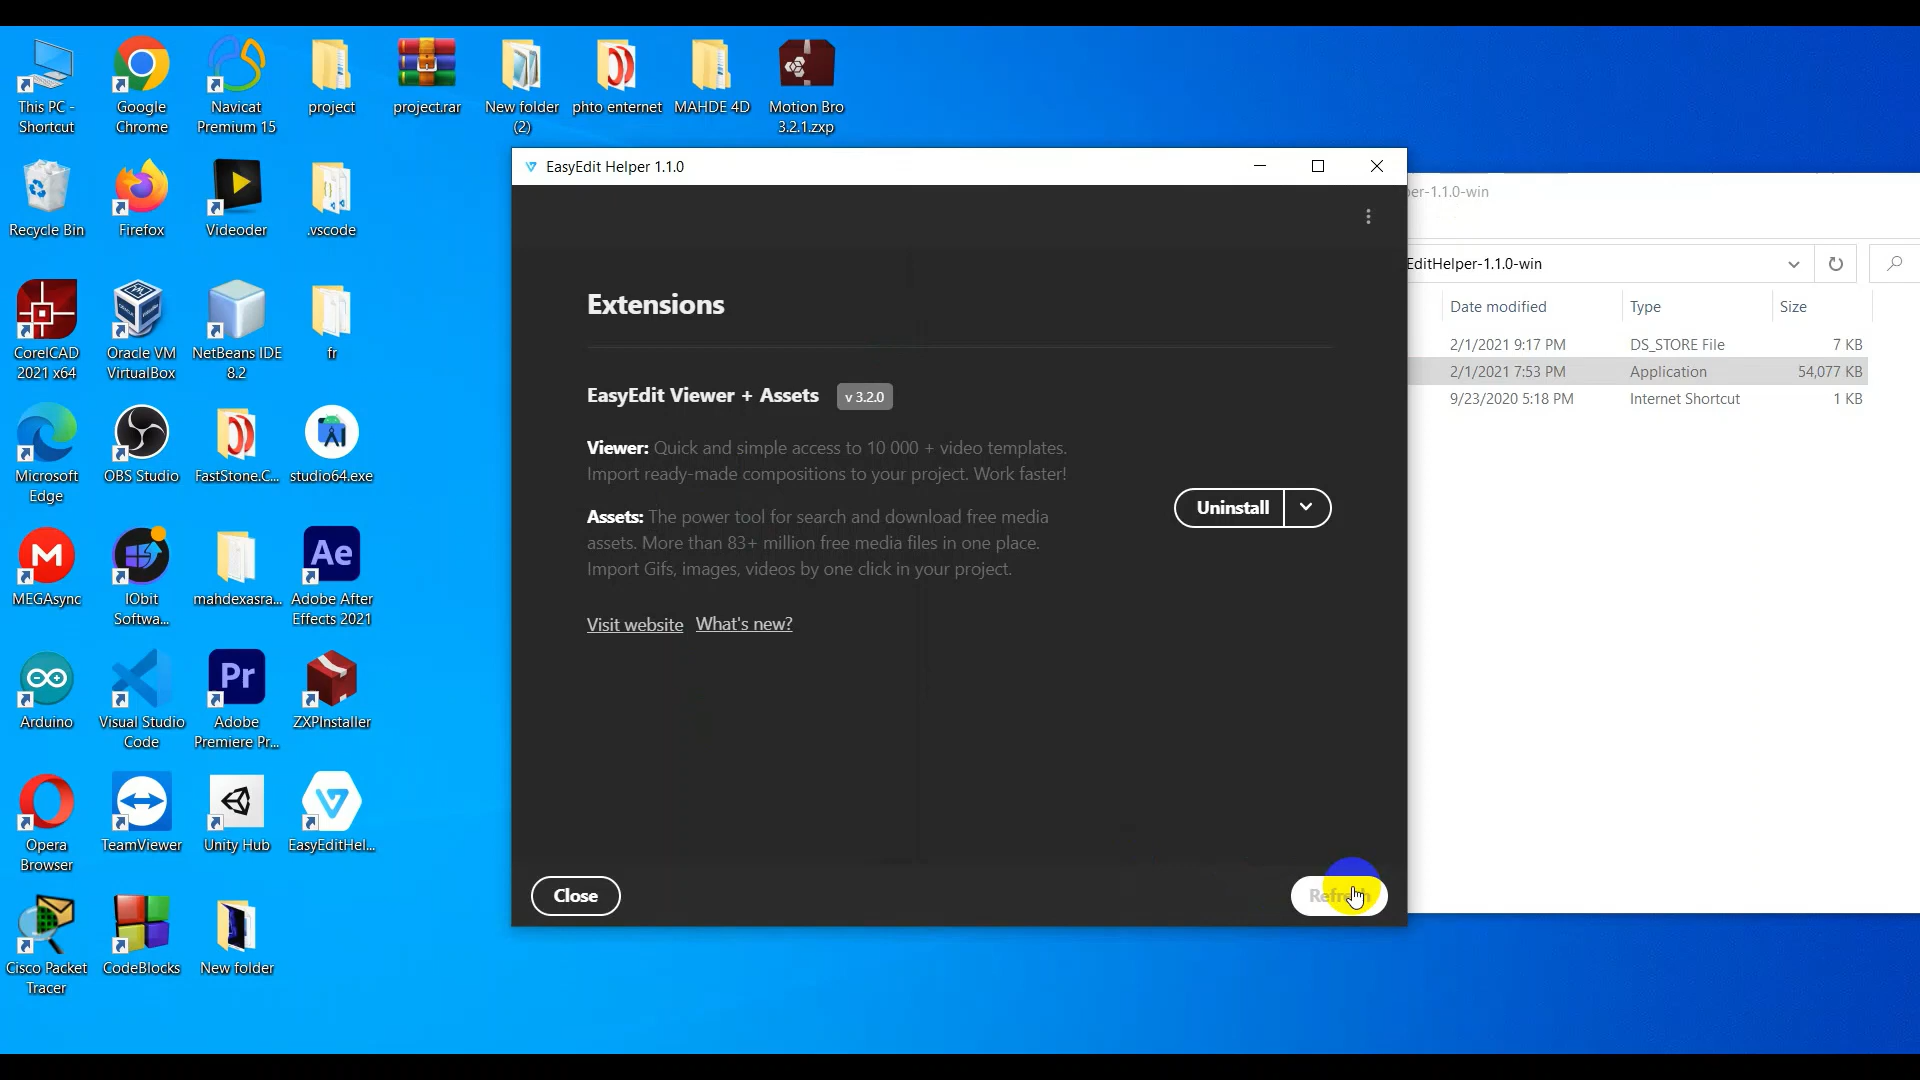 This PC -
Shortcut
Google
Chrome
Navicat
Premium 15
project
project.rar
New folder
(2)
phto enternet
MAHDE 4D
Motion Bro
3.2.1.zxp
Recycle Bin
Firefox
Videoder
.vscode
CorelCAD
2021 x64
Oracle VM
VirtualBox
NetBeans IDE
8.2
fr
Microsoft
Edge
OBS Studio
FastStone.C...
studio64.exe
MEGAsync
IObit
Softwa...
mahdexasra...
Ae
Adobe After
Effects 2021
Arduino
Visual Studio
Code
Pr
Adobe
Premiere Pr...
ZXPInstaller
Opera
Browser
TeamViewer
Unity Hub
EasyEditHel...
Cisco Packet
Tracer
CodeBlocks
New folder
EasyEdit Helper 1.1.0
Extensions
EasyEdit Viewer + Assets v 3.2.0
Viewer: Quick and simple access to 10 000 + video templates.
Import ready-made compositions to your project. Work faster!
Assets: The power tool for search and download free media
assets. More than 83+ million free media files in one place.
Import Gifs, images, videos by one click in your project.
Uninstall
Visit website What's new?
Close
Refresh
per-1.1.0-win
EditHelper-1.1.0-win
Date modified Type Size
2/1/2021 9:17 PM DS_STORE File 7 KB
2/1/2021 7:53 PM Application 54,077 KB
9/23/2020 5:18 PM Internet Shortcut 1 KB